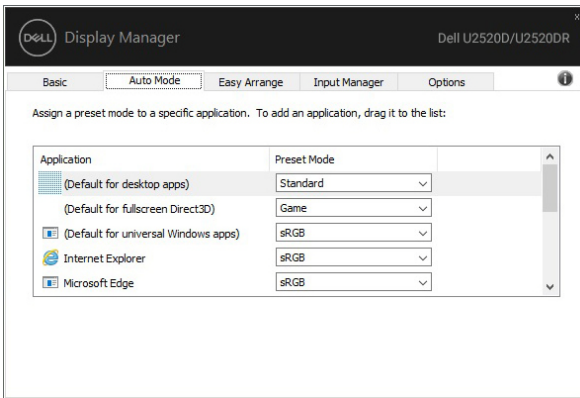 DELL Display Manager Dell U2520D/U2520DR
Basic Auto Mode Easy Arrange Input Manager Options
Assign a preset mode to a specific application. To add an application, drag it to the list:
Application Preset Mode
(Default for desktop apps) Standard
(Default for fullscreen Direct3D) Game
(Default for universal Windows apps) sRGB
Internet Explorer sRGB
Microsoft Edge sRGB